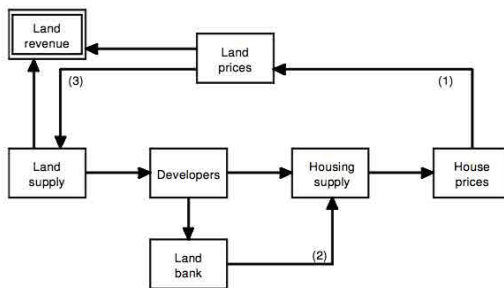 Land
revenue
Land
prices
(3)
(1)
Land
supply
Developers
Housing
supply
House
prices
Land
bank
(2)